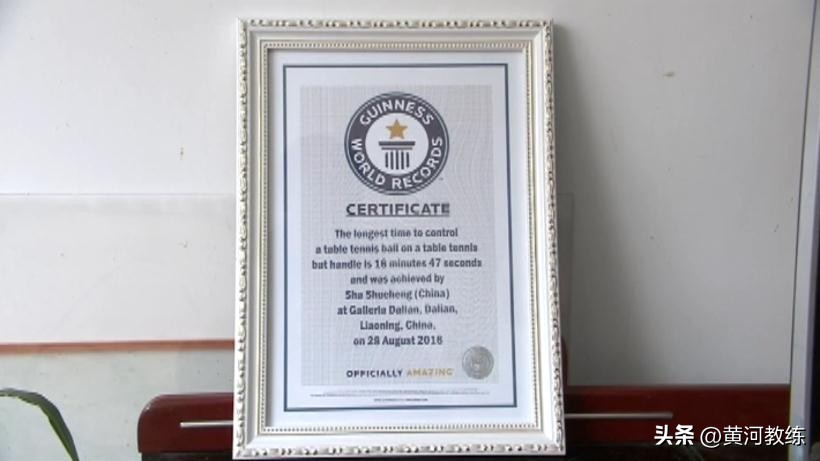 GUINNESS
WORLD RECORDS
CERTIFICATE
The longest time to control
a table tennis ball on a table tennis
but handle is 16 minutes 47 seconds
and was achieved by
Sha Shucheng (China)
at Galleria Dalian, Dalian,
Liaoning, China,
on 28 August 2016
OFFICIALLY AMAZING
头条 @黄河教练